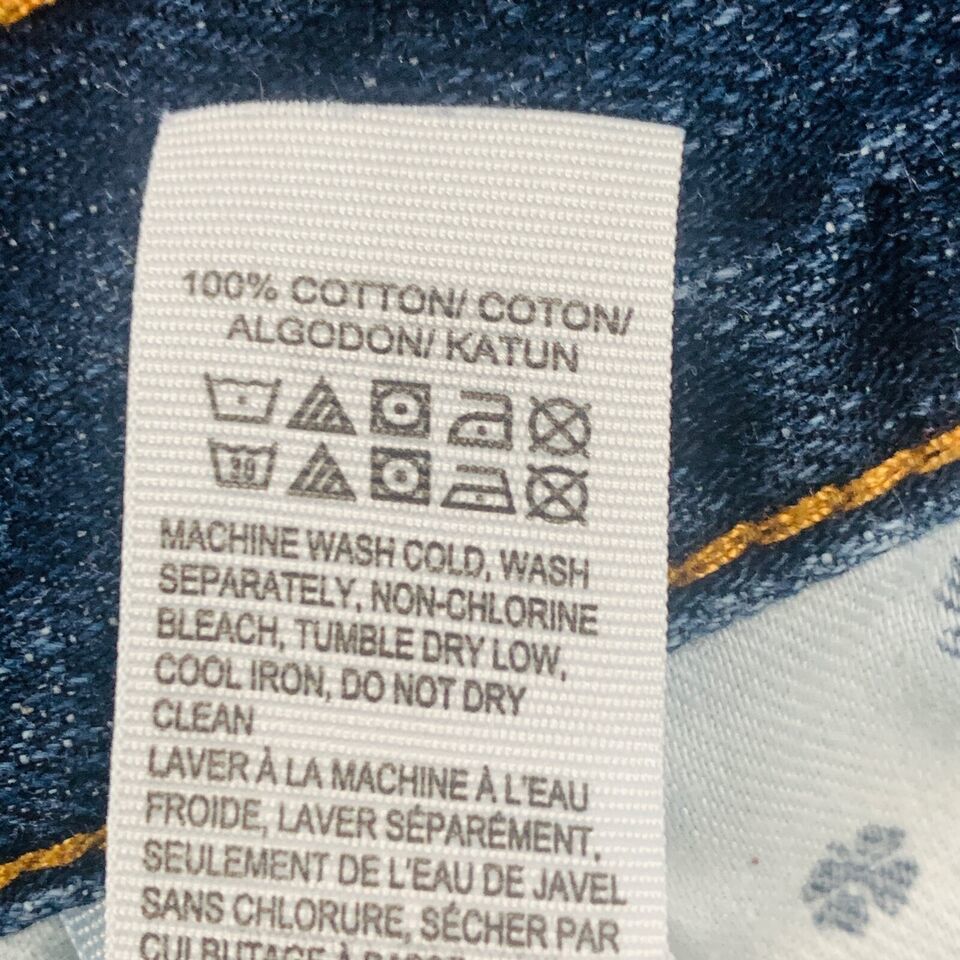 100% COTTON/ COTON/
ALGODON/ KATUN
30
MACHINE WASH COLD, WASH
SEPARATELY, NON-CHLORINE
BLEACH, TUMBLE DRY LOW,
COOL IRON, DO NOT DRY
CLEAN
LAVER À LA MACHINE À L'EAU
FROIDE, LAVER SÉPARÉMENT,
SEULEMENT DE L'EAU DE JAVEL
SANS CHLORURE, SÉCHER PAR
CULBUTAGE À